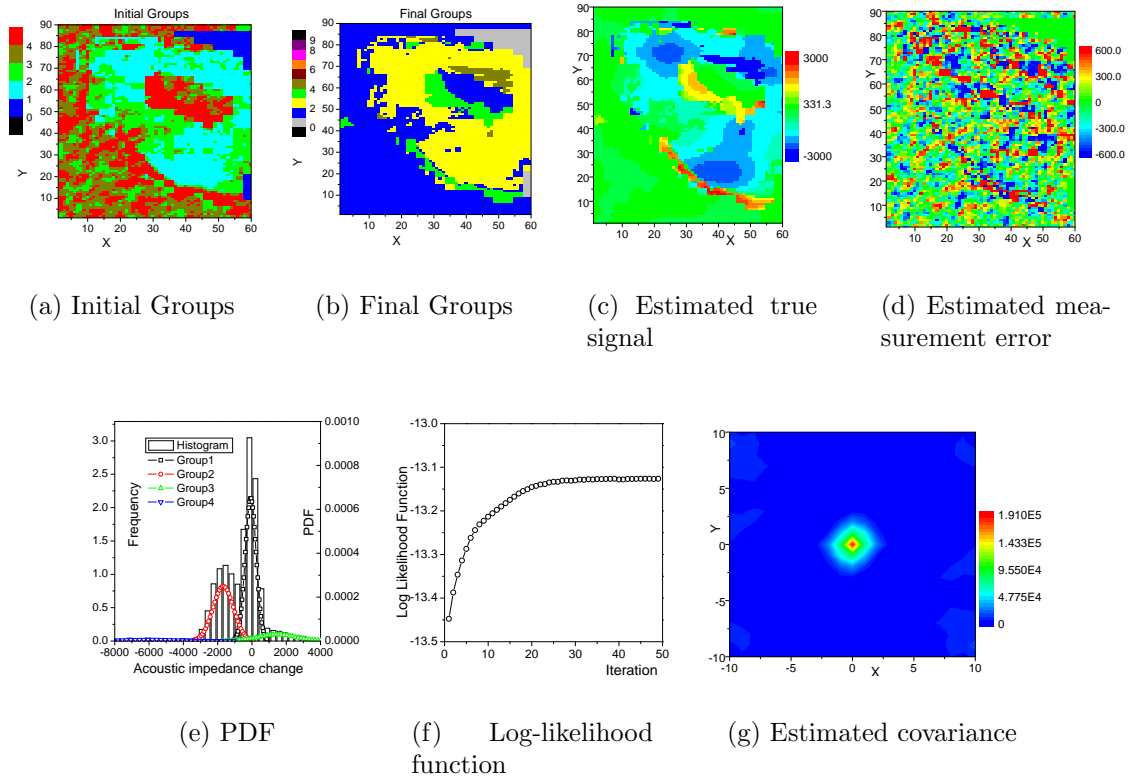 Initial Groups
90
80
70
60
50
40
30
20
10
Y
10 20 30 40 50 60
X
4
3
2
1
0
(a) Initial Groups
Final Groups
90
80
70
60
50
40
30
20
10
Y
10 20 30 40 50 60
X
9
8
6
4
2
0
(b) Final Groups
90
80
70
60
50
40
30
20
10
Y
10 20 30 40 50 60
X
3000
331.3
-3000
(c) Estimated true
signal
90
80
70
60
50
40
30
20
10
Y
10 20 30 40 50 60
X
600.0
300.0
0
-300.0
-600.0
(d) Estimated mea-
surement error
3.0
2.5
2.0
1.5
1.0
0.5
0.0
Frequency
Histogram
Group1
Group2
Group3
Group4
0.0010
0.0008
0.0006
0.0004
0.0002
0.0000
PDF
-8000 -6000 -4000 -2000 0 2000 4000
Acoustic impedance change
(e) PDF
-13.0
-13.1
-13.2
-13.3
-13.4
-13.5
Log Likelihood Function
0 10 20 30 40 50
Iteration
(f) Log-likelihood
function
10
5
0
-5
-10
Y
-10 -5 0 5 10
X
1.910E5
1.433E5
9.550E4
4.775E4
0
(g) Estimated covariance